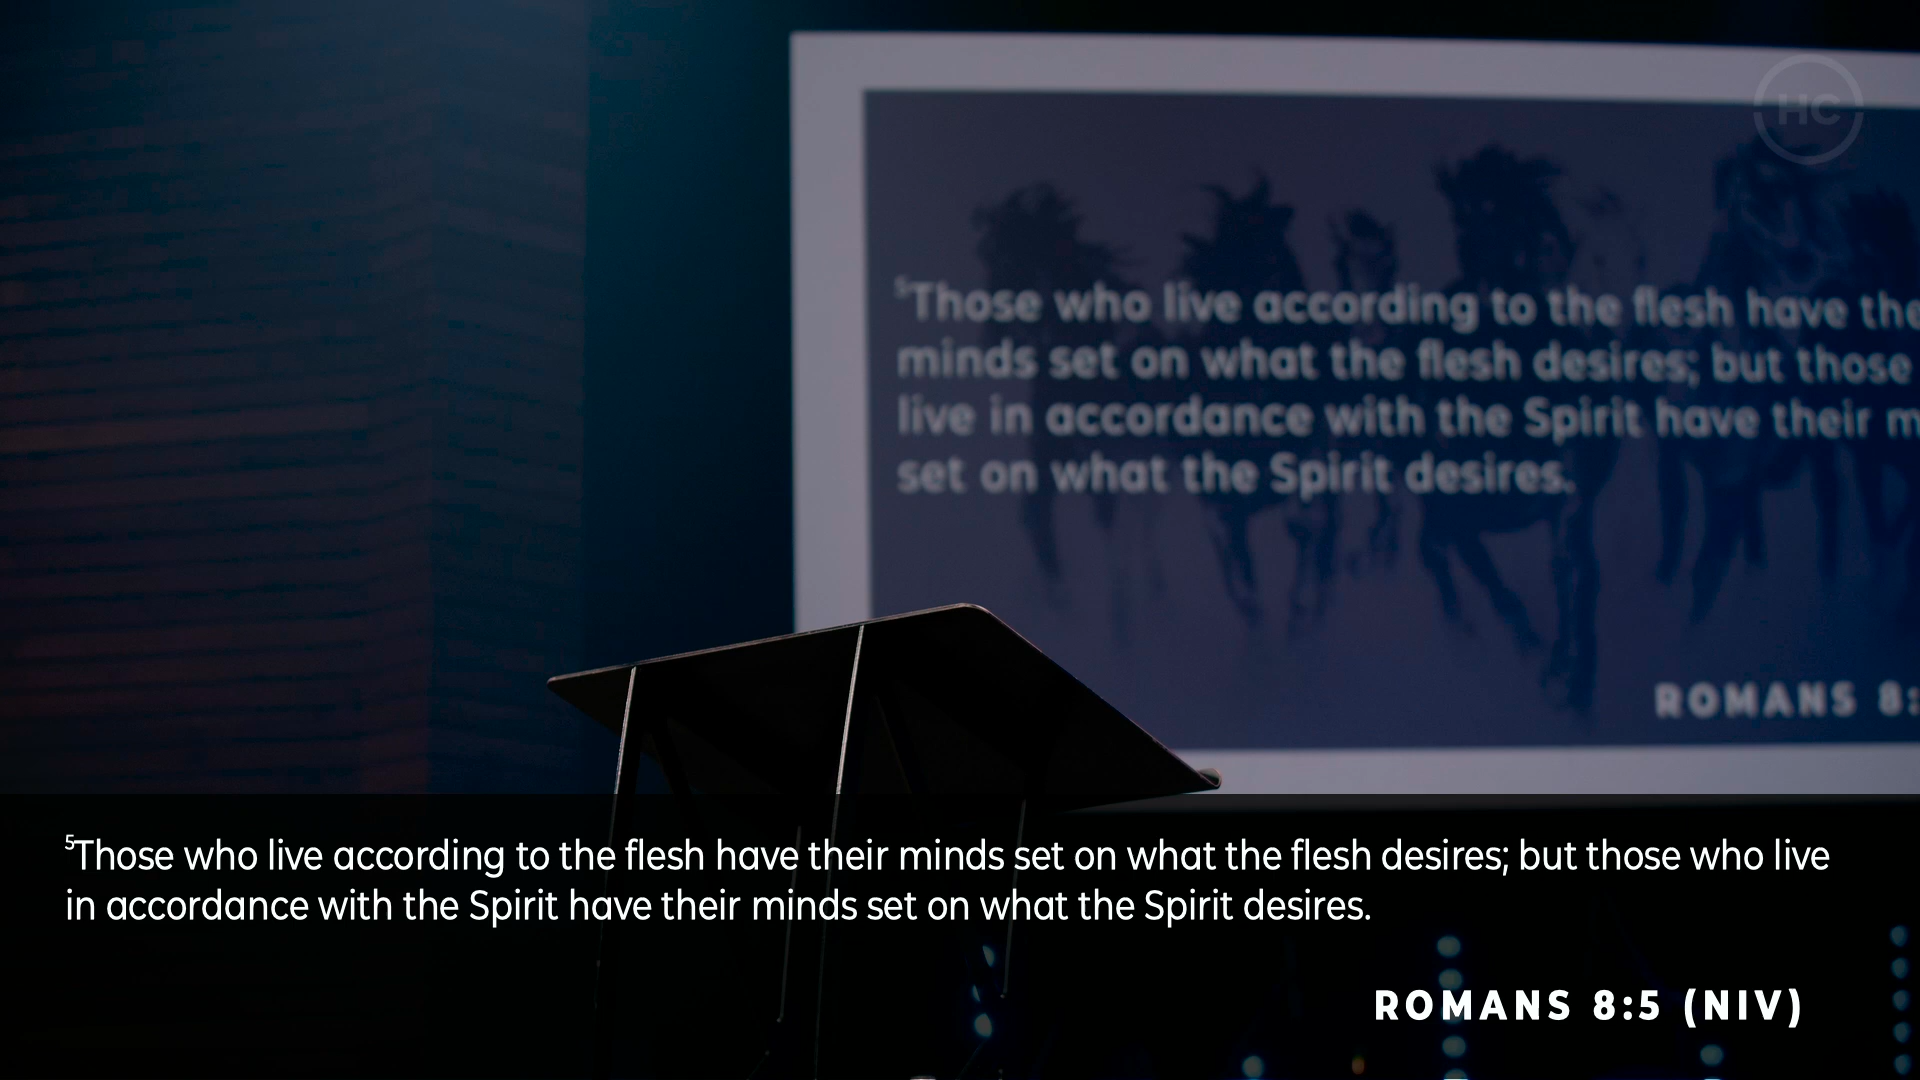 HC
⁵Those who live according to the flesh have the
minds set on what the flesh desires; but those
live in accordance with the Spirit have their m
set on what the Spirit desires.
ROMANS 8:
⁵Those who live according to the flesh have their minds set on what the flesh desires; but those who live
in accordance with the Spirit have their minds set on what the Spirit desires.
ROMANS 8:5 (NIV)